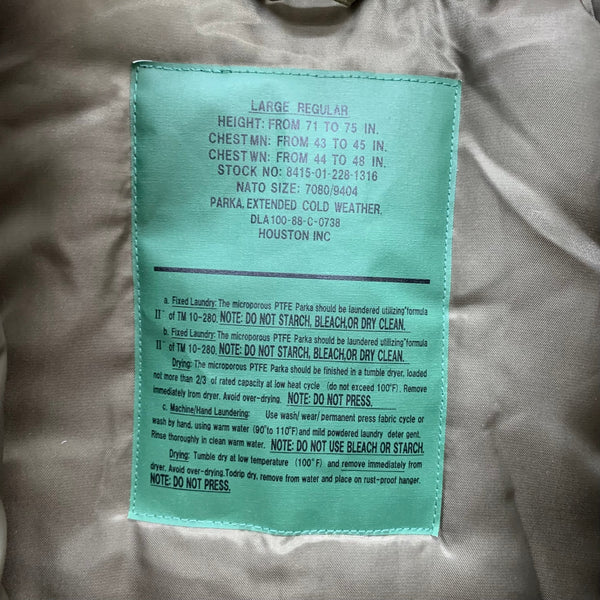 LARGE REGULAR
HEIGHT: FROM 71 TO 75 IN.
CHEST MN: FROM 43 TO 45 IN.
CHEST WN: FROM 44 TO 48 IN.
STOCK NO: 8415-01-228-1316
NATO SIZE: 7080/9404
PARKA, EXTENDED COLD WEATHER,
DLA100-88-C-0738
HOUSTON INC
a. Fixed Laundry: The microporous PTFE Parka should be laundered utilizing "formula
II" of TM 10-280. NOTE: DO NOT STARCH, BLEACH,OR DRY CLEAN.
b. Fixed Laundry: The microporous PTFE Parka should be laundered utilizing "formula
II" of TM 10-280. NOTE: DO NOT STARCH, BLEACH,OR DRY CLEAN.
Drying: The microporous PTFE Parka should be finished in a tumble dryer, loaded
not more than 2/3 of rated capacity at low heat cycle (do not exceed 100°F). Remove
immediately irom dryer. Avoid over-drying. NOTE: DO NOT PRESS.
c. Machine/Hand Laundering: Use wash/ wear/ permanent press fabric cycle or
wash by hand. using warm water (90°to 110°F) and mild powdered laundry deter gent.
Rinse thoroughly in clean warm water. NOTE: DO NOT USE BLEACH OR STARCH.
Drying: Tumble dry at low temperature (100°F) and remove immediately from
dryer. Avoid over-drying. Todrip dry, remove from water and place on rust-proof hanger.
NOTE: DO NOT PRESS.